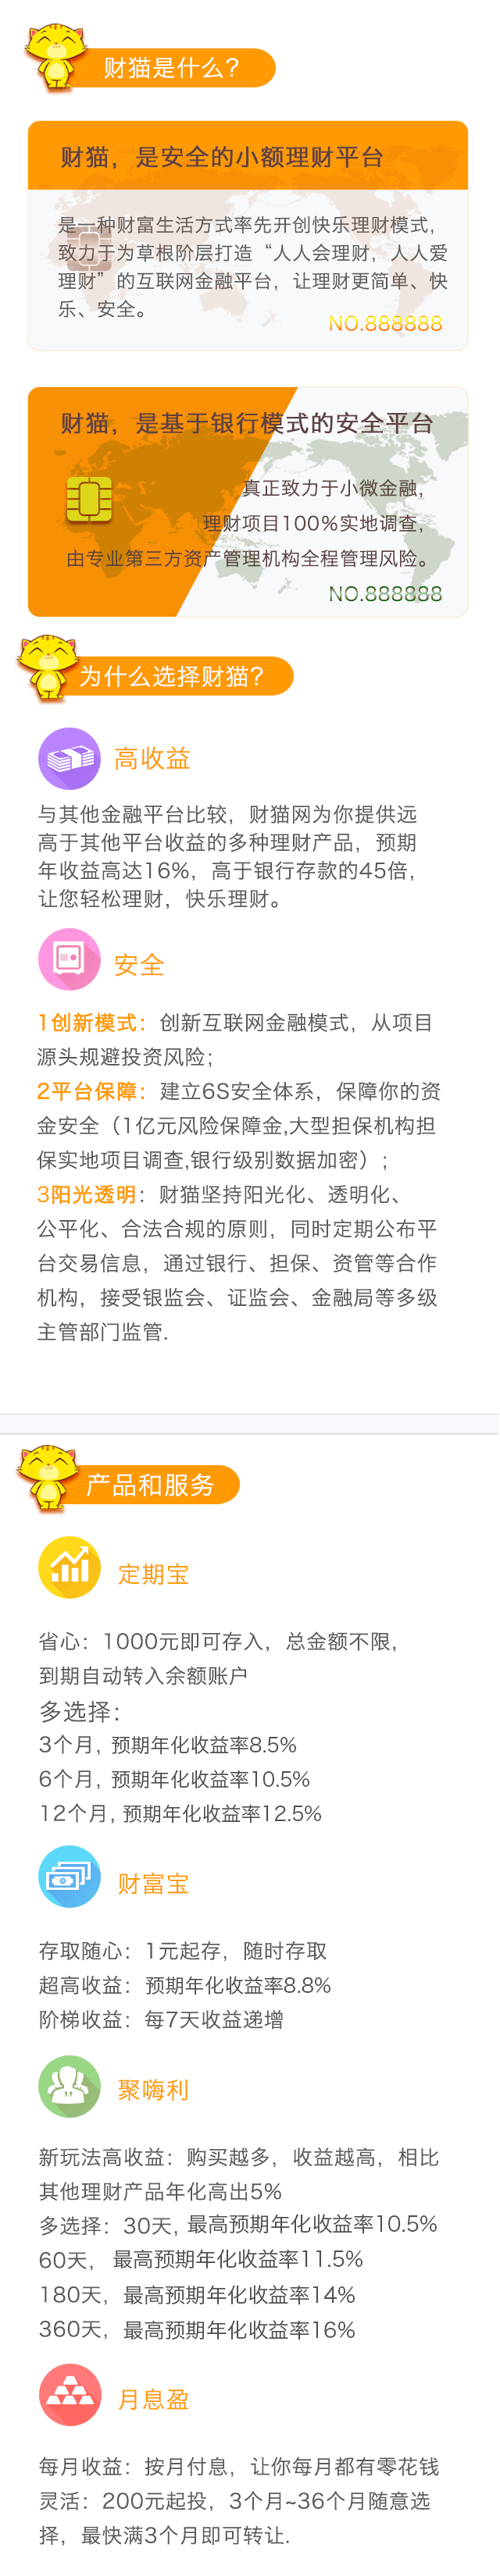 财猫是什么?
财猫，是安全的小额理财平台
是一种财富生活方式率先开创快乐理财模式，
致力于为草根阶层打造“人人会理财，人人爱
理财”的互联网金融平台，让理财更简单、快
乐、安全。
NO.888888
财猫，是基于银行模式的安全平台
真正致力于小微金融，
理财项目100%实地调查，
由专业第三方资产管理机构全程管理风险。
NO.888888
为什么选择财猫?
高收益
与其他金融平台比较，财猫网为你提供远
高于其他平台收益的多种理财产品，预期
年收益高达16%，高于银行存款的45倍，
让您轻松理财，快乐理财。
安全
1创新模式：创新互联网金融模式，从项目
源头规避投资风险；
2平台保障：建立6S安全体系，保障你的资
金安全（1亿元风险保障金,大型担保机构担
保实地项目调查,银行级别数据加密）;
3阳光透明：财猫坚持阳光化、透明化、
公平化、合法合规的原则，同时定期公布平
台交易信息，通过银行、担保、资管等合作
机构，接受银监会、证监会、金融局等多级
主管部门监管.
产品和服务
定期宝
省心：1000元即可存入，总金额不限，
到期自动转入余额账户
多选择：
3个月, 预期年化收益率8.5%
6个月, 预期年化收益率10.5%
12个月, 预期年化收益率12.5%
财富宝
存取随心：1元起存，随时存取
超高收益：预期年化收益率8.8%
阶梯收益：每7天收益递增
聚嗨利
新玩法高收益：购买越多，收益越高，相比
其他理财产品年化高出5%
多选择：30天, 最高预期年化收益率10.5%
60天， 最高预期年化收益率11.5%
180天，最高预期年化收益率14%
360天，最高预期年化收益率16%
月息盈
每月收益：按月付息，让你每月都有零花钱
灵活：200元起投，3个月~36个月随意选
择，最快满3个月即可转让.